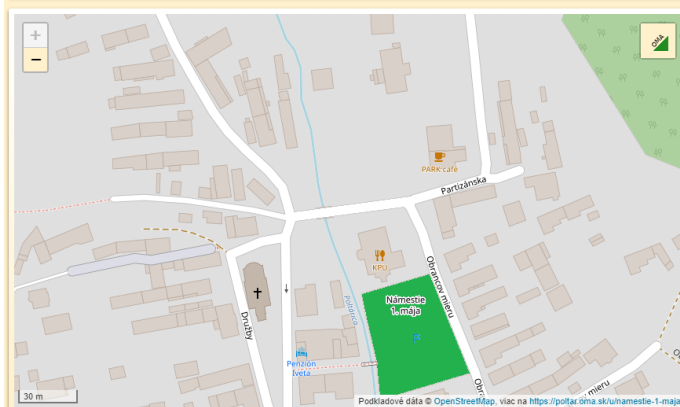 +
−
OMA
PARK café
Partizánska
KPU
Obrancov mieru
Námestie
1. mája
Poltárica
Družby
Penzión
Iveta
mieru
30 m
Podkladové dáta © OpenStreetMap, viac na https://poltar.oma.sk/u/namestie-1-maja